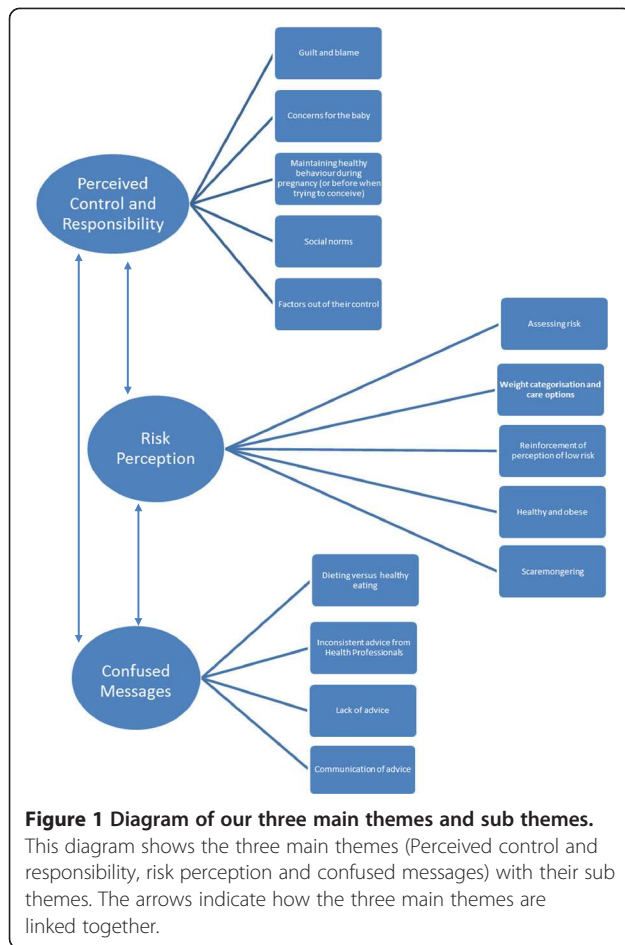 Guilt and blame
Concerns for the baby
Maintaining healthy
behaviour during
pregnancy (or before when
trying to conceive)
Social norms
Factors out of their control
Perceived
Control and
Responsibility
Assessing risk
Weight categorisation and
care options
Reinforcement of
perception of low risk
Healthy and obese
Scaremongering
Risk
Perception
Dieting versus healthy
eating
Inconsistent advice from
Health Professionals
Lack of advice
Communication of advice
Confused
Messages
Figure 1 Diagram of our three main themes and sub themes.
This diagram shows the three main themes (Perceived control and
responsibility, risk perception and confused messages) with their sub
themes. The arrows indicate how the three main themes are
linked together.